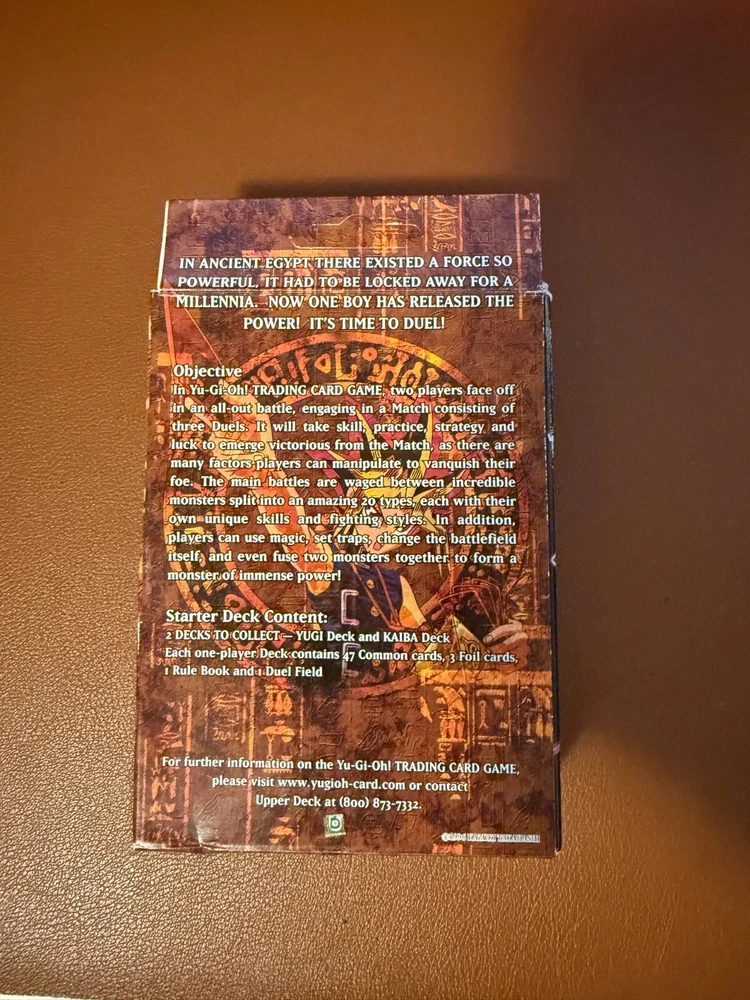 IN ANCIENT EGYPT THERE EXISTED A FORCE SO
POWERFUL, IT HAD TO BE LOCKED AWAY FOR A
MILLENNIA. NOW ONE BOY HAS RELEASED THE
POWER! IT'S TIME TO DUEL!
Objective
In Yu-Gi-Oh! TRADING CARD GAME, two players face off
in an all-out battle, engaging in a Match consisting of
three Duels. It will take skill, practice, strategy and
luck to emerge victorious from the Match, as there are
many factors players can manipulate to vanquish their
foe. The main battles are waged between incredible
monsters split into an amazing 20 types, each with their
own unique skills and fighting styles. In addition,
players can use magic, set traps, change the battlefield
itself, and even fuse two monsters together to form a
monster of immense power!
Starter Deck Content:
2 DECKS TO COLLECT — YUGI Deck and KAIBA Deck
Each one-player Deck contains 47 Common cards, 3 Foil cards,
1 Rule Book and 1 Duel Field
For further information on the Yu-Gi-Oh! TRADING CARD GAME,
please visit www.yugioh-card.com or contact
Upper Deck at (800) 873-7332.
©1996 KAZUKI TAKAHASHI